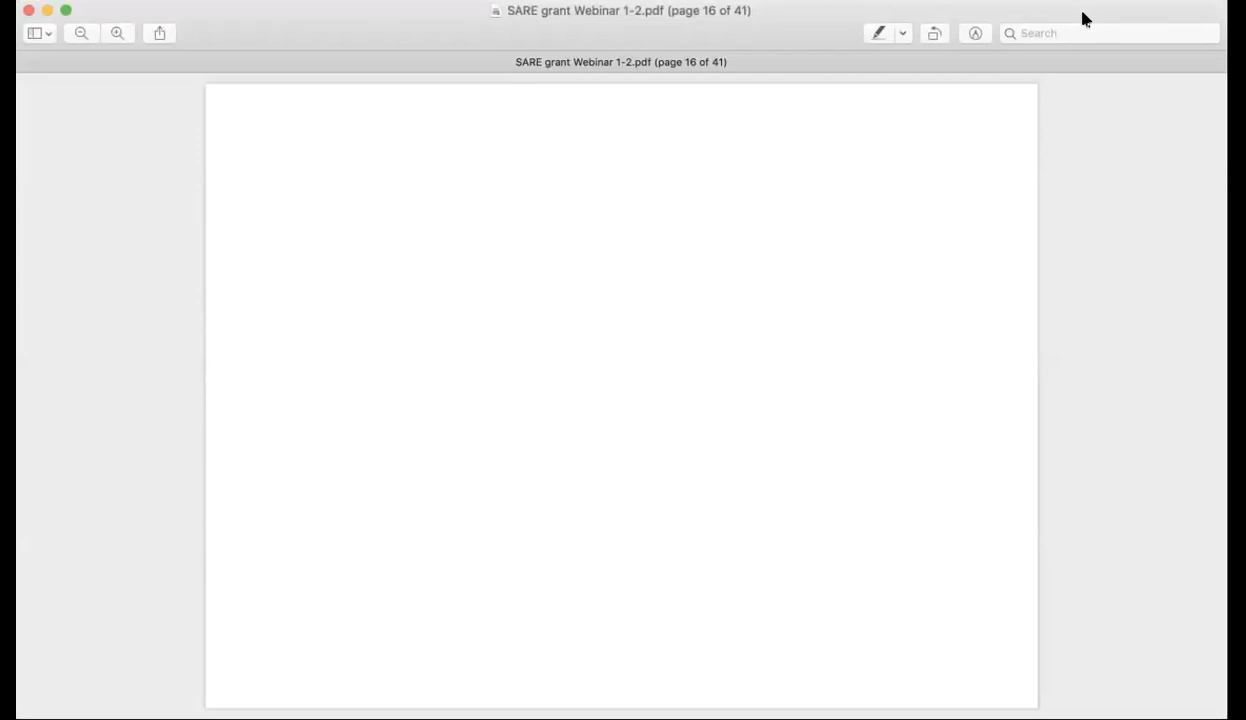 SARE grant Webinar 1-2.pdf (page 16 of 41)
Search
SARE grant Webinar 1-2.pdf (page 16 of 41)